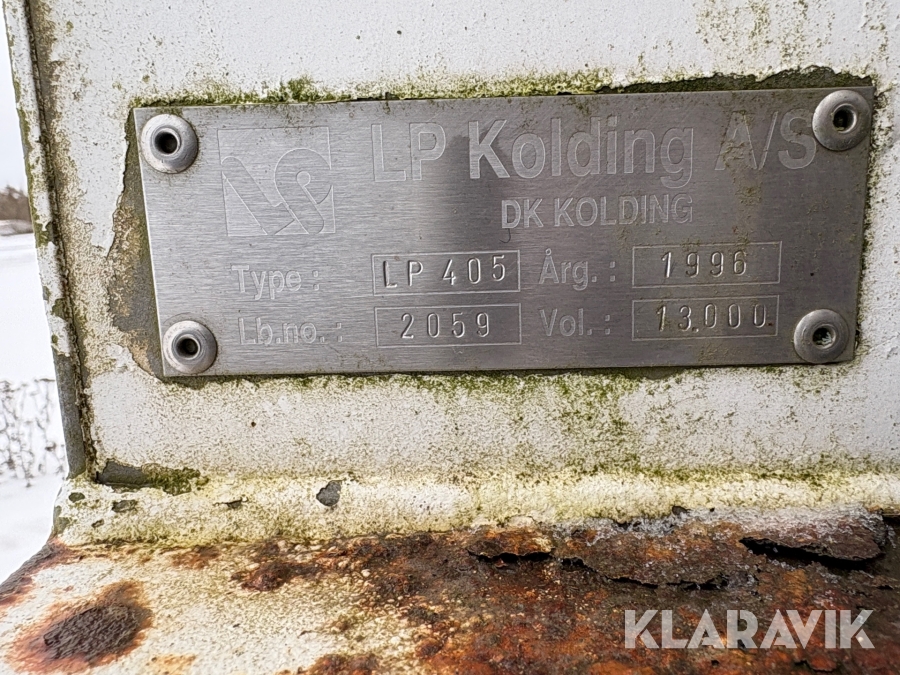 LP Kolding A/S
DK KOLDING
Type : LP 405 Årg. : 1996
Lb.no. : 2059 Vol. : 13.000.
KLARAVIK